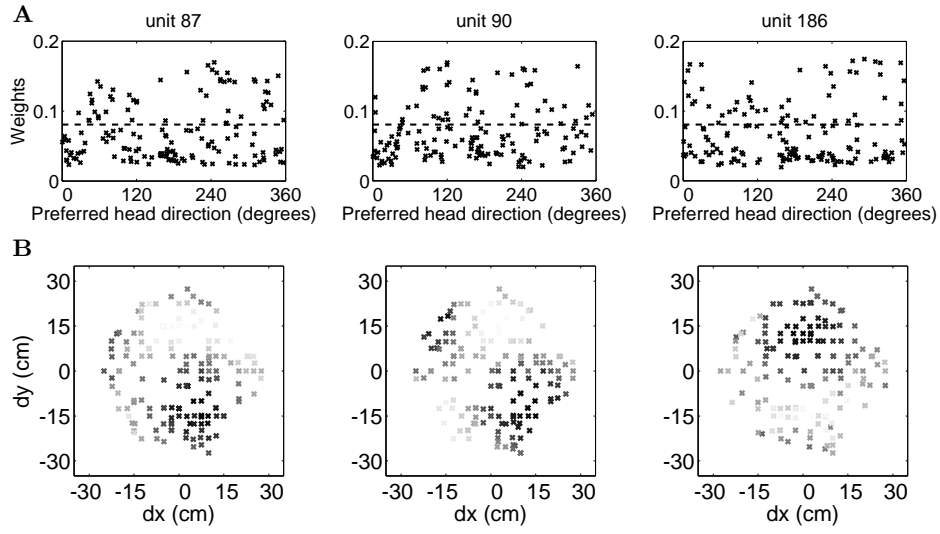 A
unit 87 unit 90 unit 186
0.2 0.2 0.2
Weights
0.1 0.1 0.1
0 0 0
0 120 240 360 0 120 240 360 0 120 240 360
Preferred head direction (degrees) Preferred head direction (degrees) Preferred head direction (degrees)
B
30 30 30
15 15 15
dy (cm)
0 0 0
-15 -15 -15
-30 -30 -30
-30 -15 0 15 30 -30 -15 0 15 30 -30 -15 0 15 30
dx (cm) dx (cm) dx (cm)